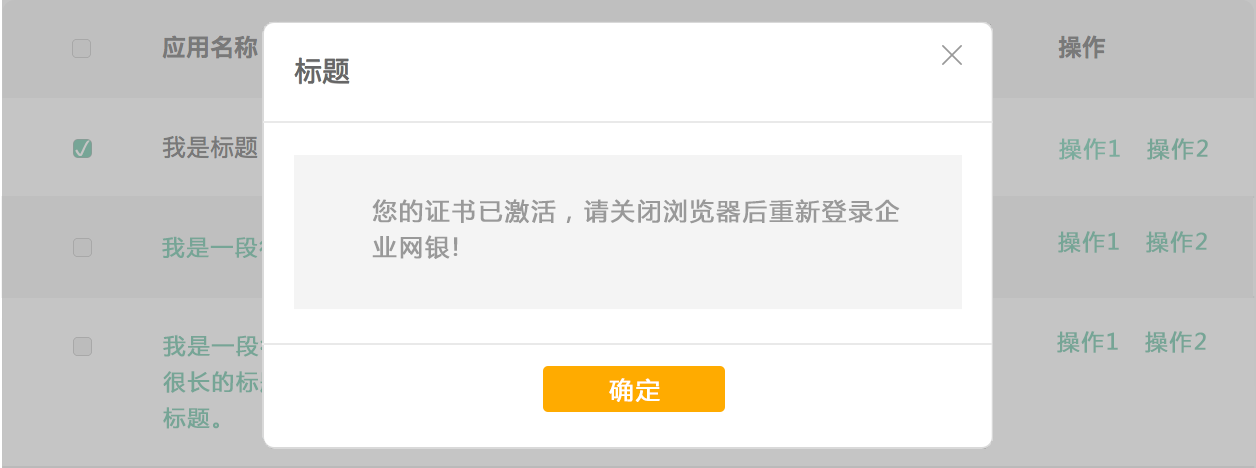 应用名称
操作
标题
我是标题
操作1 操作2
您的证书已激活，请关闭浏览器后重新登录企
业网银!
我是一段
操作1 操作2
我是一段
操作1 操作2
很长的标
标题。
确定